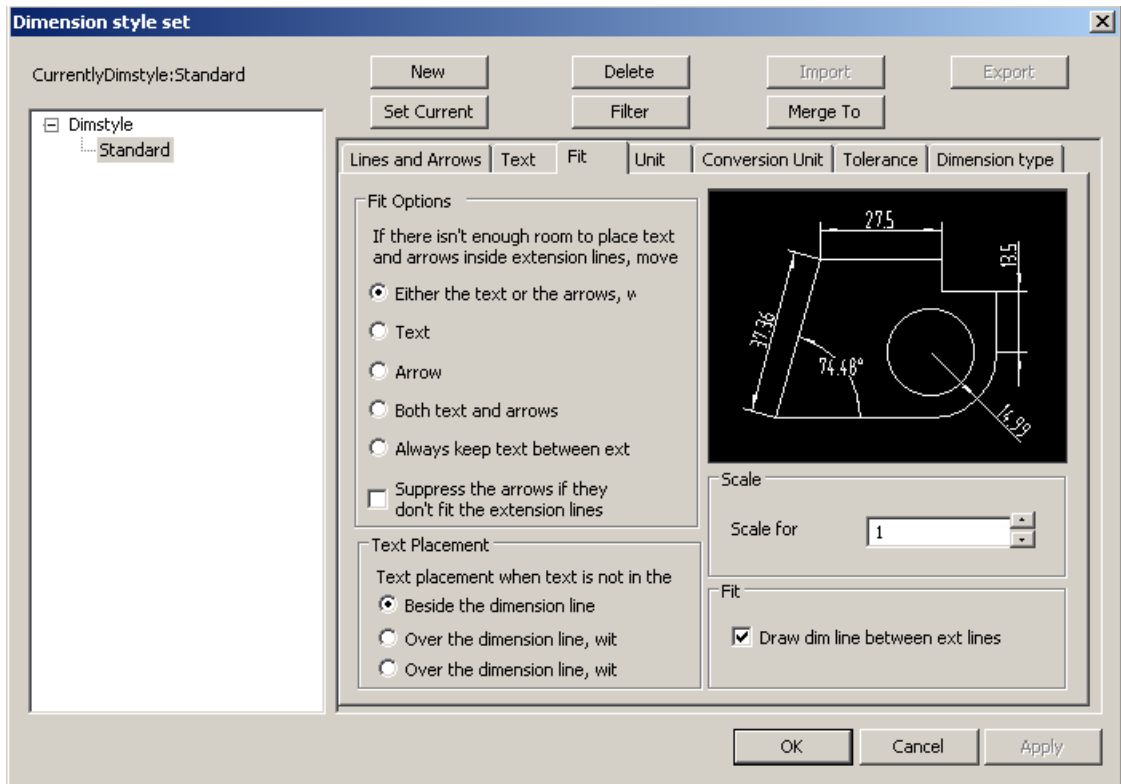 Dimension style set
CurrentlyDimstyle:Standard
New
Delete
Import
Export
Set Current
Filter
Merge To
Dimstyle
Standard
Lines and Arrows
Text
Fit
Unit
Conversion Unit
Tolerance
Dimension type
Fit Options
If there isn't enough room to place text
and arrows inside extension lines, move
Either the text or the arrows, w
Text
Arrow
Both text and arrows
Always keep text between ext
Suppress the arrows if they
don't fit the extension lines
Text Placement
Text placement when text is not in the
Beside the dimension line
Over the dimension line, wit
Over the dimension line, wit
27.5
13.5
37.36
74.48°
14.99
Scale
Scale for
1
Fit
Draw dim line between ext lines
OK
Cancel
Apply